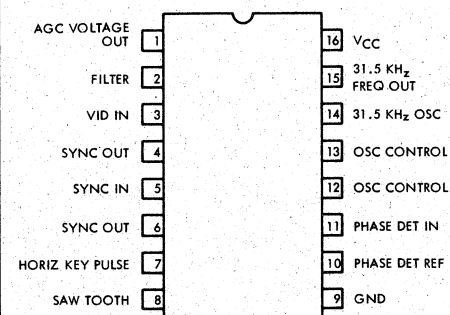 AGC VOLTAGE
OUT 1
FILTER 2
VID IN 3
SYNC OUT 4
SYNC IN 5
SYNC OUT 6
HORIZ KEY PULSE 7
SAW TOOTH 8
16 VCC
15 31.5 KHz
FREQ OUT
14 31.5 KHz OSC
13 OSC CONTROL
12 OSC CONTROL
11 PHASE DET IN
10 PHASE DET REF
9 GND